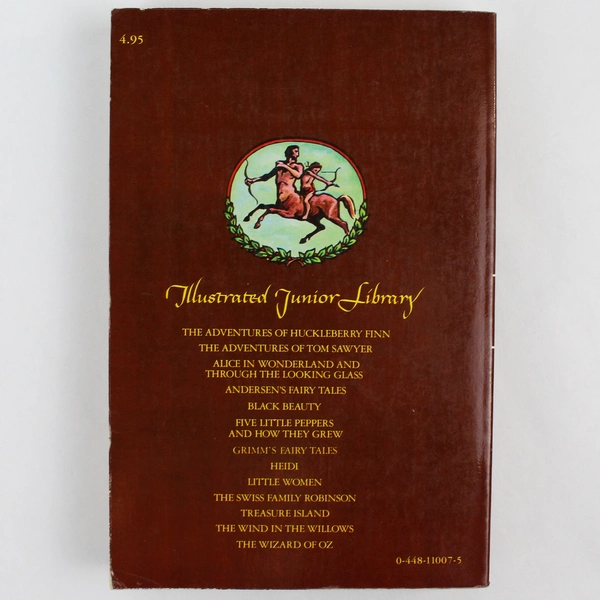 4.95
Illustrated Junior Library
THE ADVENTURES OF HUCKLEBERRY FINN
THE ADVENTURES OF TOM SAWYER
ALICE IN WONDERLAND AND
THROUGH THE LOOKING GLASS
ANDERSEN'S FAIRY TALES
BLACK BEAUTY
FIVE LITTLE PEPPERS
AND HOW THEY GREW
GRIMM'S FAIRY TALES
HEIDI
LITTLE WOMEN
THE SWISS FAMILY ROBINSON
TREASURE ISLAND
THE WIND IN THE WILLOWS
THE WIZARD OF OZ
0-448-11007-5